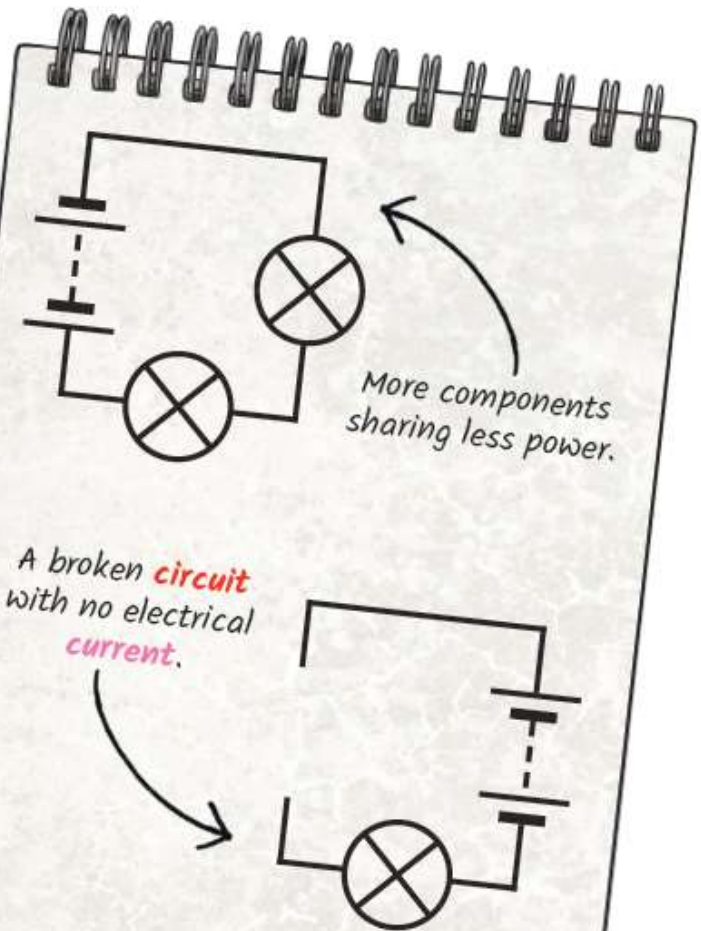 More components
sharing less power.
A broken circuit
with no electrical
current.